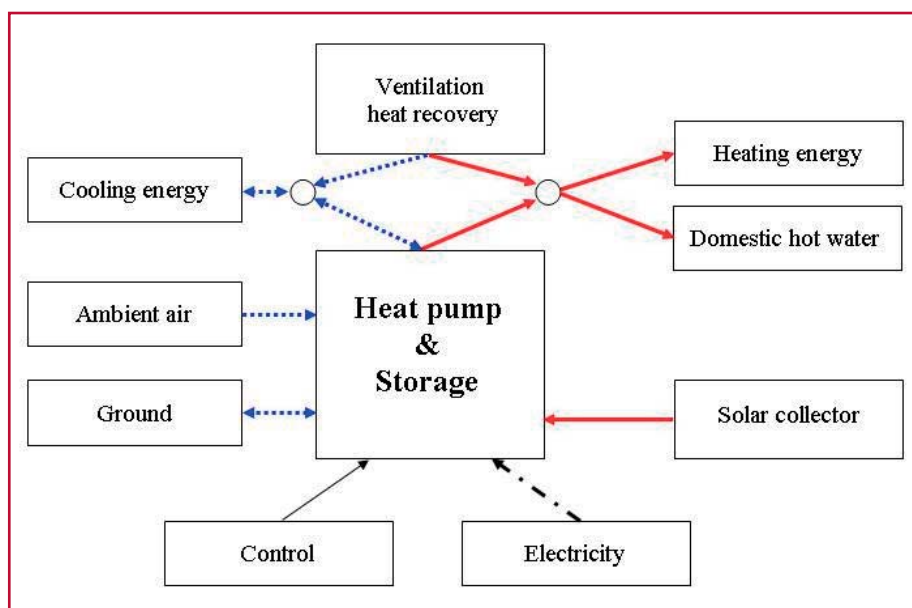 Ventilation
heat recovery
Cooling energy
Heating energy
Domestic hot water
Ambient air
Heat pump
&
Storage
Ground
Solar collector
Control
Electricity